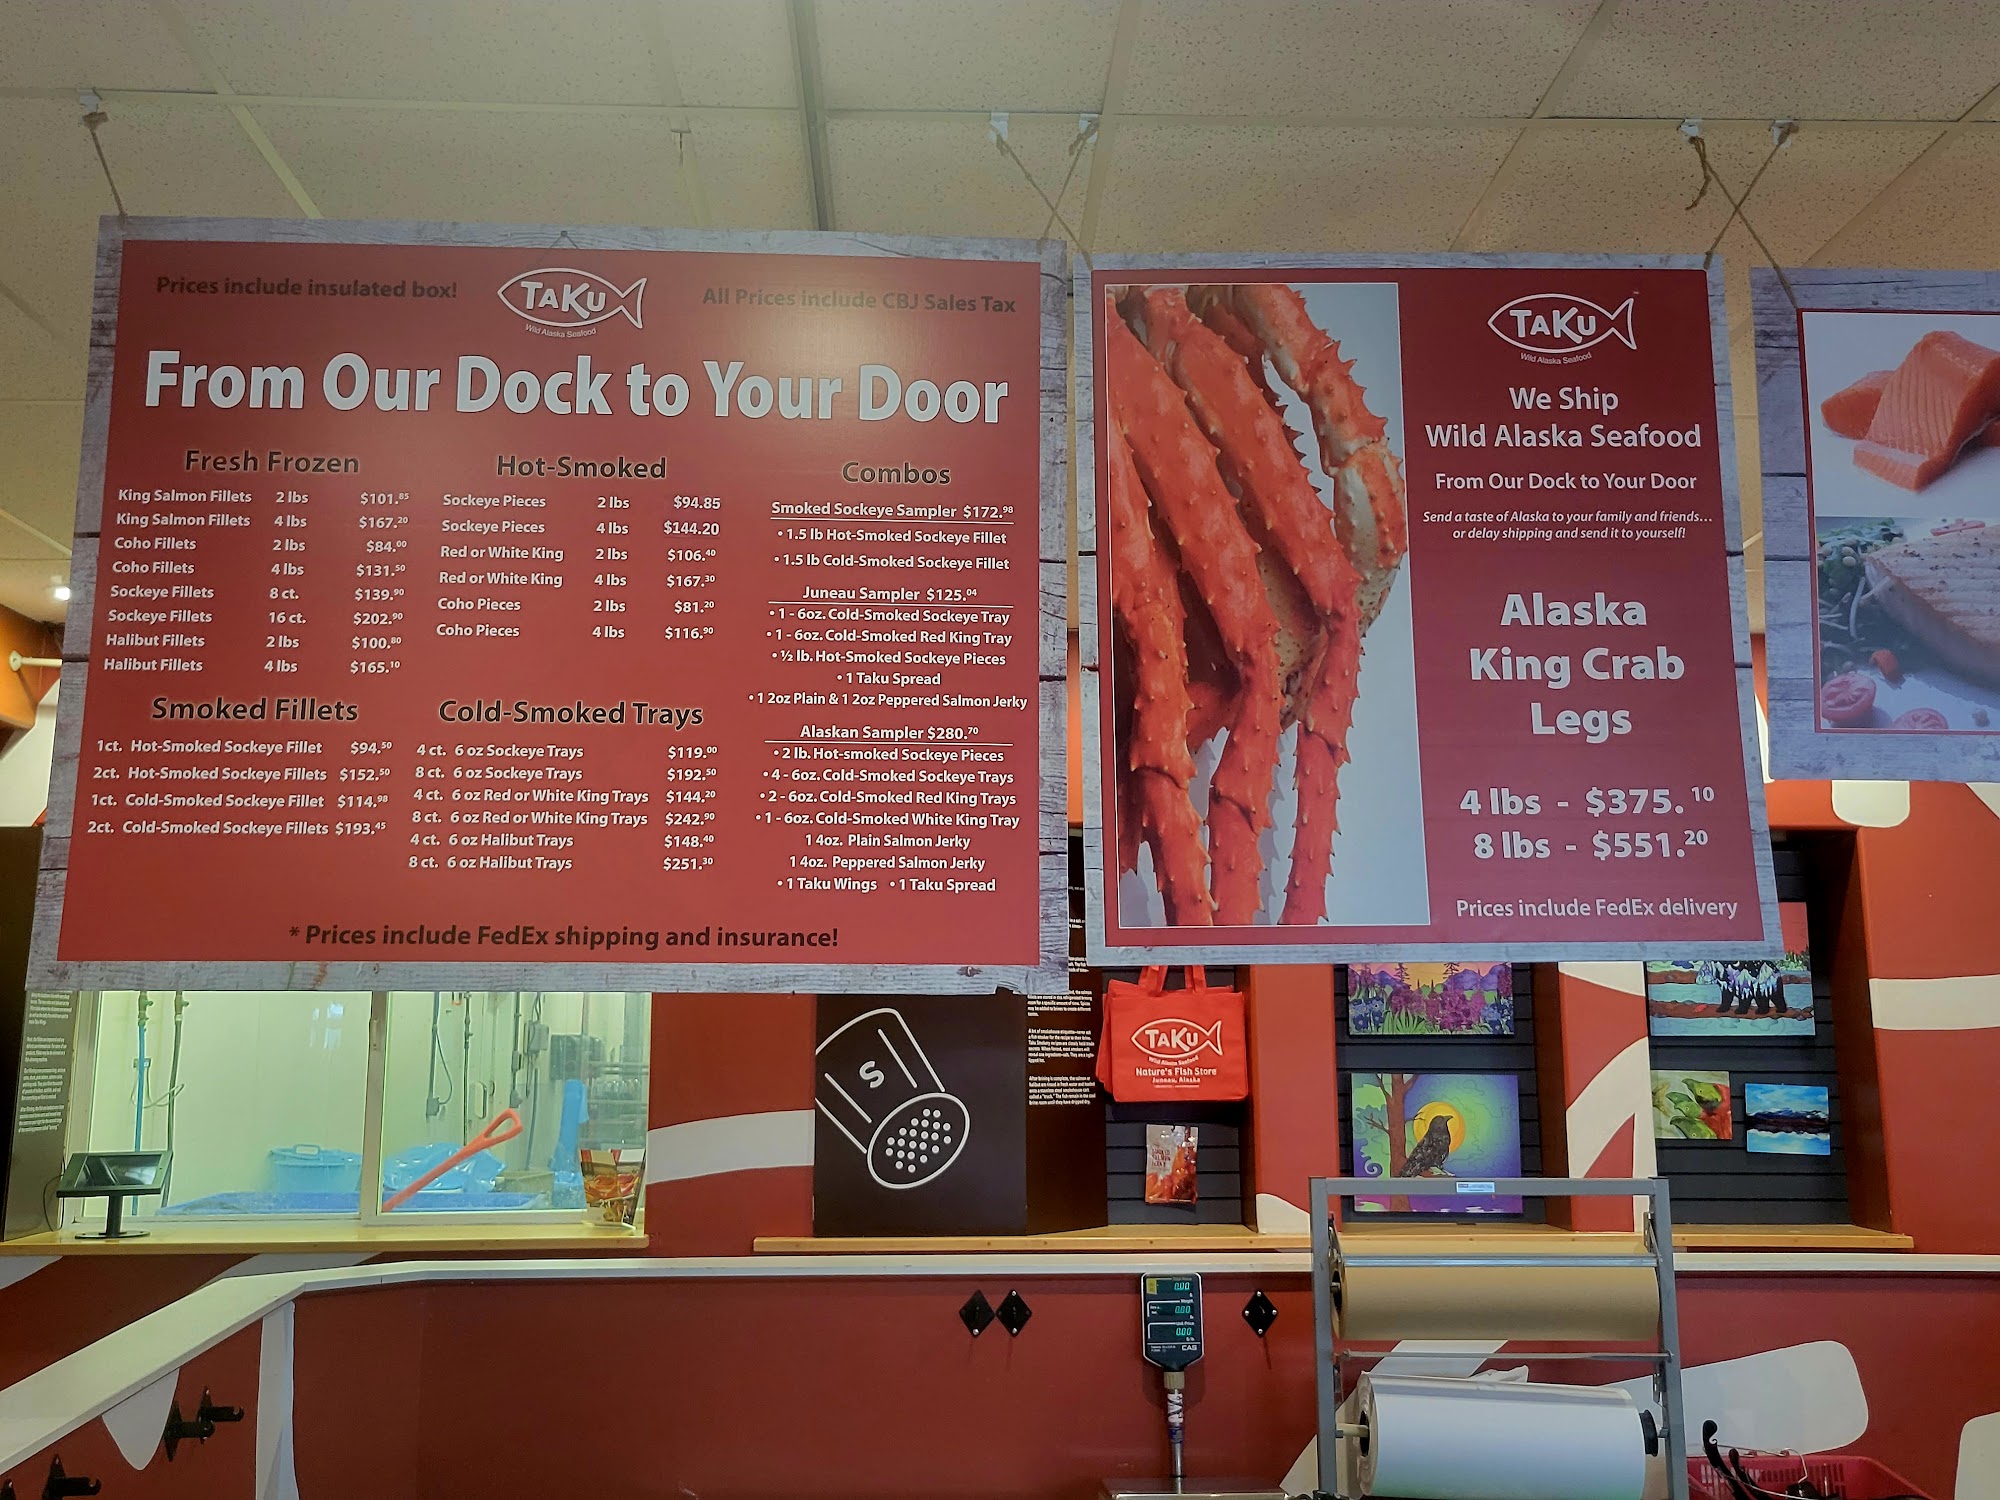 Prices include insulated box!
TAKU
Wild Alaska Seafood
All Prices include CBJ Sales Tax
From Our Dock to Your Door
Fresh Frozen
King Salmon Fillets 2 lbs $101.85
King Salmon Fillets 4 lbs $167.20
Coho Fillets 2 lbs $84.00
Coho Fillets 4 lbs $131.50
Sockeye Fillets 8 ct. $139.90
Sockeye Fillets 16 ct. $202.90
Halibut Fillets 2 lbs $100.80
Halibut Fillets 4 lbs $165.10
Smoked Fillets
1ct. Hot-Smoked Sockeye Fillet $94.50
2ct. Hot-Smoked Sockeye Fillets $152.50
1ct. Cold-Smoked Sockeye Fillet $114.98
2ct. Cold-Smoked Sockeye Fillets $193.45
Hot-Smoked
Sockeye Pieces 2 lbs $94.85
Sockeye Pieces 4 lbs $144.20
Red or White King 2 lbs $106.40
Red or White King 4 lbs $167.30
Coho Pieces 2 lbs $81.20
Coho Pieces 4 lbs $116.90
Cold-Smoked Trays
4 ct. 6 oz Sockeye Trays $119.00
8 ct. 6 oz Sockeye Trays $192.50
4 ct. 6 oz Red or White King Trays $144.20
8 ct. 6 oz Red or White King Trays $242.90
4 ct. 6 oz Halibut Trays $148.40
8 ct. 6 oz Halibut Trays $251.30
Combos
Smoked Sockeye Sampler $172.98
• 1.5 lb Hot-Smoked Sockeye Fillet
• 1.5 lb Cold-Smoked Sockeye Fillet
Juneau Sampler $125.04
• 1 - 6oz. Cold-Smoked Sockeye Tray
• 1 - 6oz. Cold-Smoked Red King Tray
• ½ lb. Hot-Smoked Sockeye Pieces
• 1 Taku Spread
• 1 2oz Plain & 1 2oz Peppered Salmon Jerky
Alaskan Sampler $280.70
• 2 lb. Hot-smoked Sockeye Pieces
• 4 - 6oz. Cold-Smoked Sockeye Trays
• 2 - 6oz. Cold-Smoked Red King Trays
• 1 - 6oz. Cold-Smoked White King Tray
1 4oz. Plain Salmon Jerky
1 4oz. Peppered Salmon Jerky
• 1 Taku Wings • 1 Taku Spread
* Prices include FedEx shipping and insurance!
TAKU
Wild Alaska Seafood
We Ship
Wild Alaska Seafood
From Our Dock to Your Door
Send a taste of Alaska to your family and friends...
or delay shipping and send it to yourself!
Alaska
King Crab
Legs
4 lbs - $375.10
8 lbs - $551.20
Prices include FedEx delivery
S
TAKU
Wild Alaska Seafood
Nature's Fish Store
Juneau, Alaska
0.00
0.00
0.00
CAS